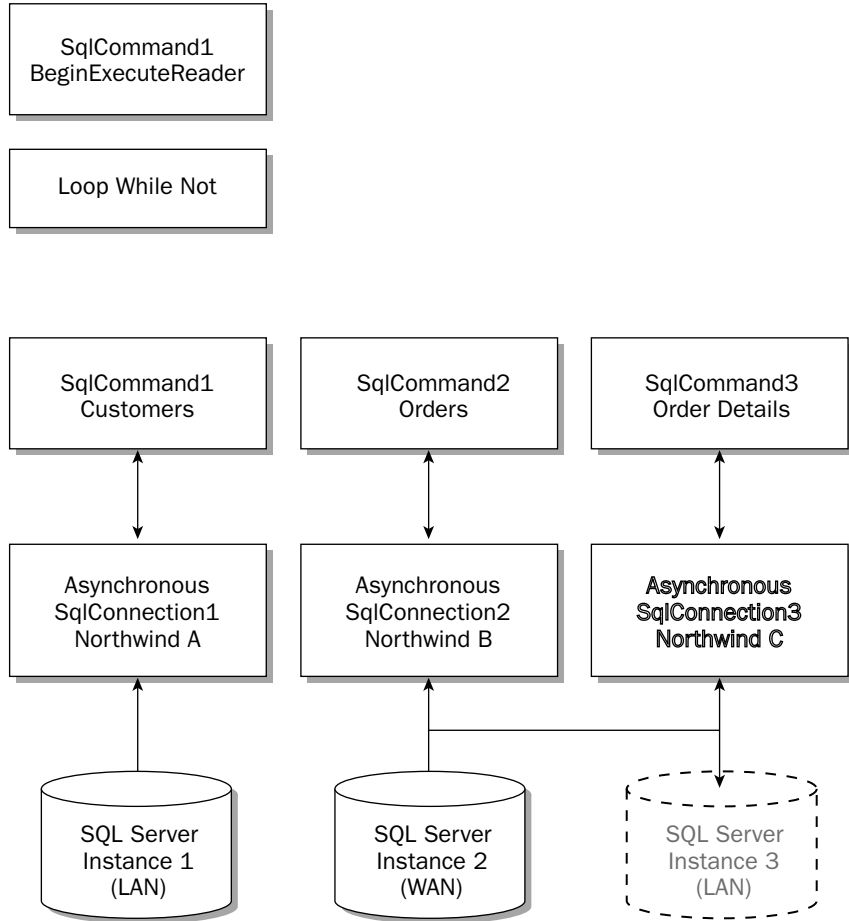 SqlCommand1
BeginExecuteReader
Loop While Not
SqlCommand1
Customers
SqlCommand2
Orders
SqlCommand3
Order Details
Asynchronous
SqlConnection1
Northwind A
Asynchronous
SqlConnection2
Northwind B
Asynchronous
SqlConnection3
Northwind C
SQL Server
Instance 1
(LAN)
SQL Server
Instance 2
(WAN)
SQL Server
Instance 3
(LAN)